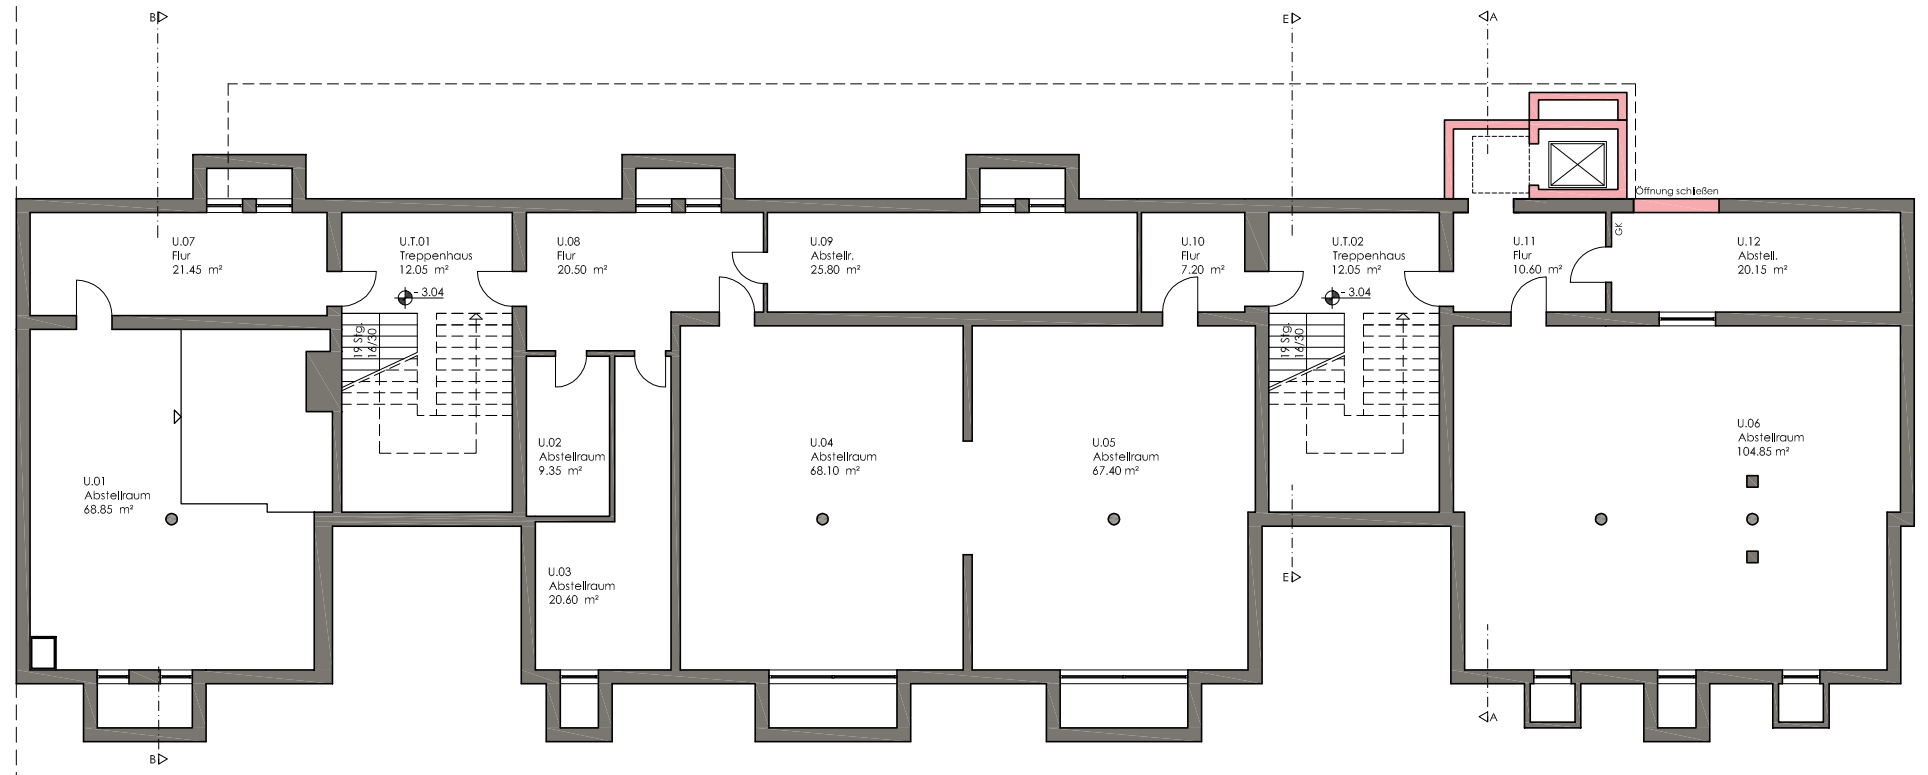 B
E
A
Öffnung schließen
U.07
Flur
21.45 m²
U.T.01
Treppenhaus
12.05 m²
- 3.04
U.08
Flur
20.50 m²
U.09
Abstellr.
25.80 m²
U.10
Flur
7.20 m²
U.T.02
Treppenhaus
12.05 m²
- 3.04
U.11
Flur
10.60 m²
GK
U.12
Abstell.
20.15 m²
19 Stg.
16/30
19 Stg.
16/30
U.01
Abstellraum
68.85 m²
U.02
Abstellraum
9.35 m²
U.04
Abstellraum
68.10 m²
U.05
Abstellraum
67.40 m²
U.06
Abstellraum
104.85 m²
U.03
Abstellraum
20.60 m²
E
A
B